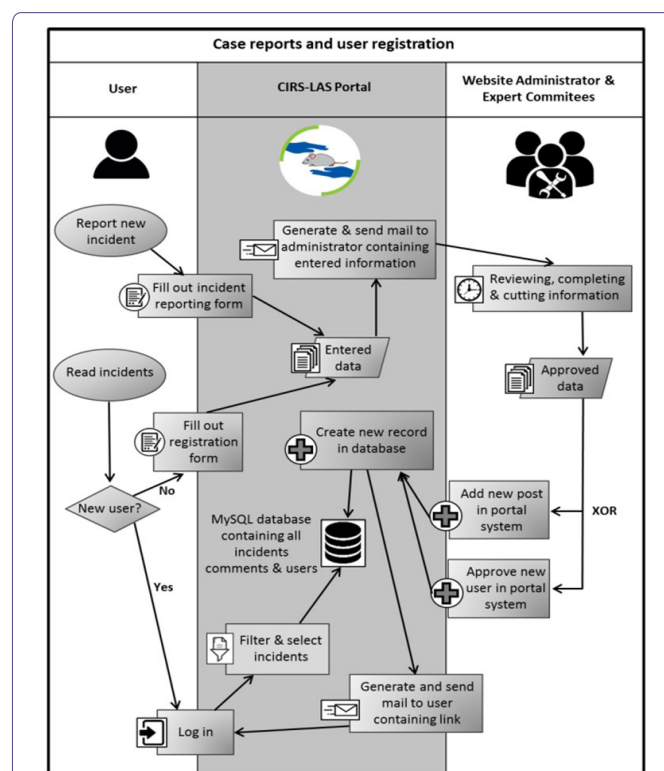 Case reports and user registration
User
CIRS-LAS Portal
Website Administrator &
Expert Commitees
Report new
incident
Generate & send mail to
administrator containing
entered information
Fill out incident
reporting form
Reviewing, completing
& cutting information
Entered
data
Approved
data
Read incidents
Fill out
registration
form
Create new record
in database
New user?
No
Add new post
in portal
system
XOR
MySQL database
containing all
incidents
comments & users
Approve new
user in portal
system
Yes
Filter & select
incidents
Generate and send
mail to user
containing link
Log in